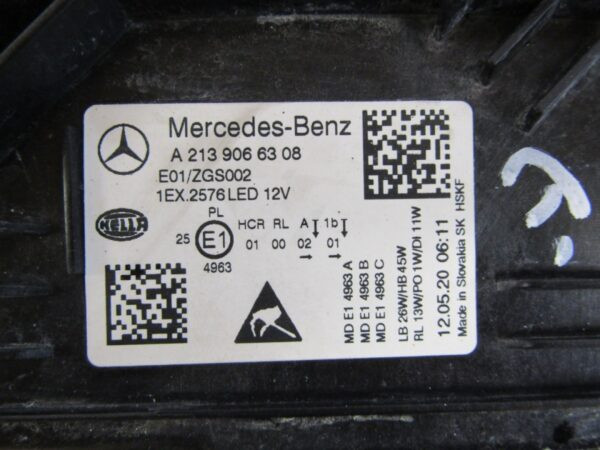 Mercedes-Benz
A 213 906 63 08
E01/ZGS002
1EX.2576 LED 12V
HELLA
PL
25 E1 HCR RL A 1b
01 00 02 01
4963
MD E1 4963 A
MD E1 4963 B
MD E1 4963 C
LB 26W/HB 45W
RL 13W/PO 1W/DI 11W
12.05.20 06:11
Made in Slovakia SK HSKF